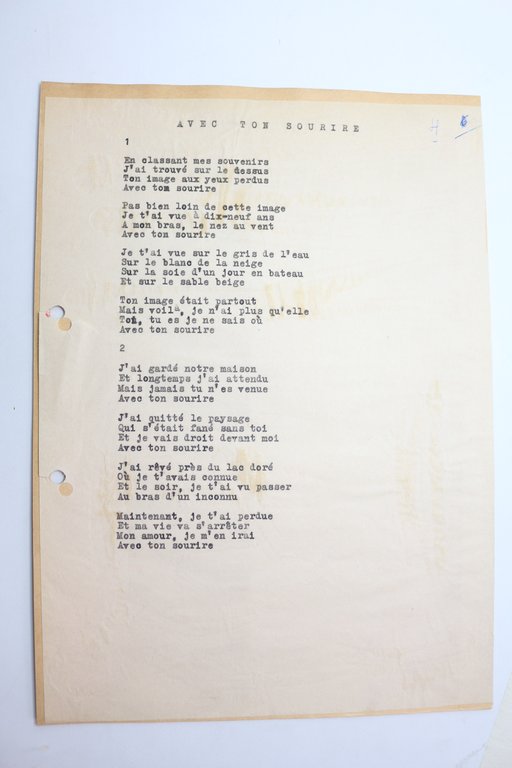 AVEC TON SOURIRE
6
1
En classant mes souvenirs
J'ai trouvé sur le dessus
Ton image aux yeux perdus
Avec ton sourire
Pas bien loin de cette image
Je t'ai vue à dix-neuf ans
A mon bras, le nez au vent
Avec ton sourire
Je t'ai vue sur le gris de l'eau
Sur le blanc de la neige
Sur la soie d'un jour en bateau
Et sur le sable beige
Ton image était partout
Mais voilà, je n'ai plus qu'elle
Toi, tu es je ne sais où
Avec ton sourire
2
J'ai gardé notre maison
Et longtemps j'ai attendu
Mais jamais tu n'es venue
Avec ton sourire
J'ai quitté le paysage
Qui s'était fané sans toi
Et je vais droit devant moi
Avec ton sourire
J'ai rêvé près du lac doré
Où je t'avais connue
Et le soir, je t'ai vu passer
Au bras d'un inconnu
Maintenant, je t'ai perdue
Et ma vie va s'arrêter
Mon amour, je m'en irai
Avec ton sourire